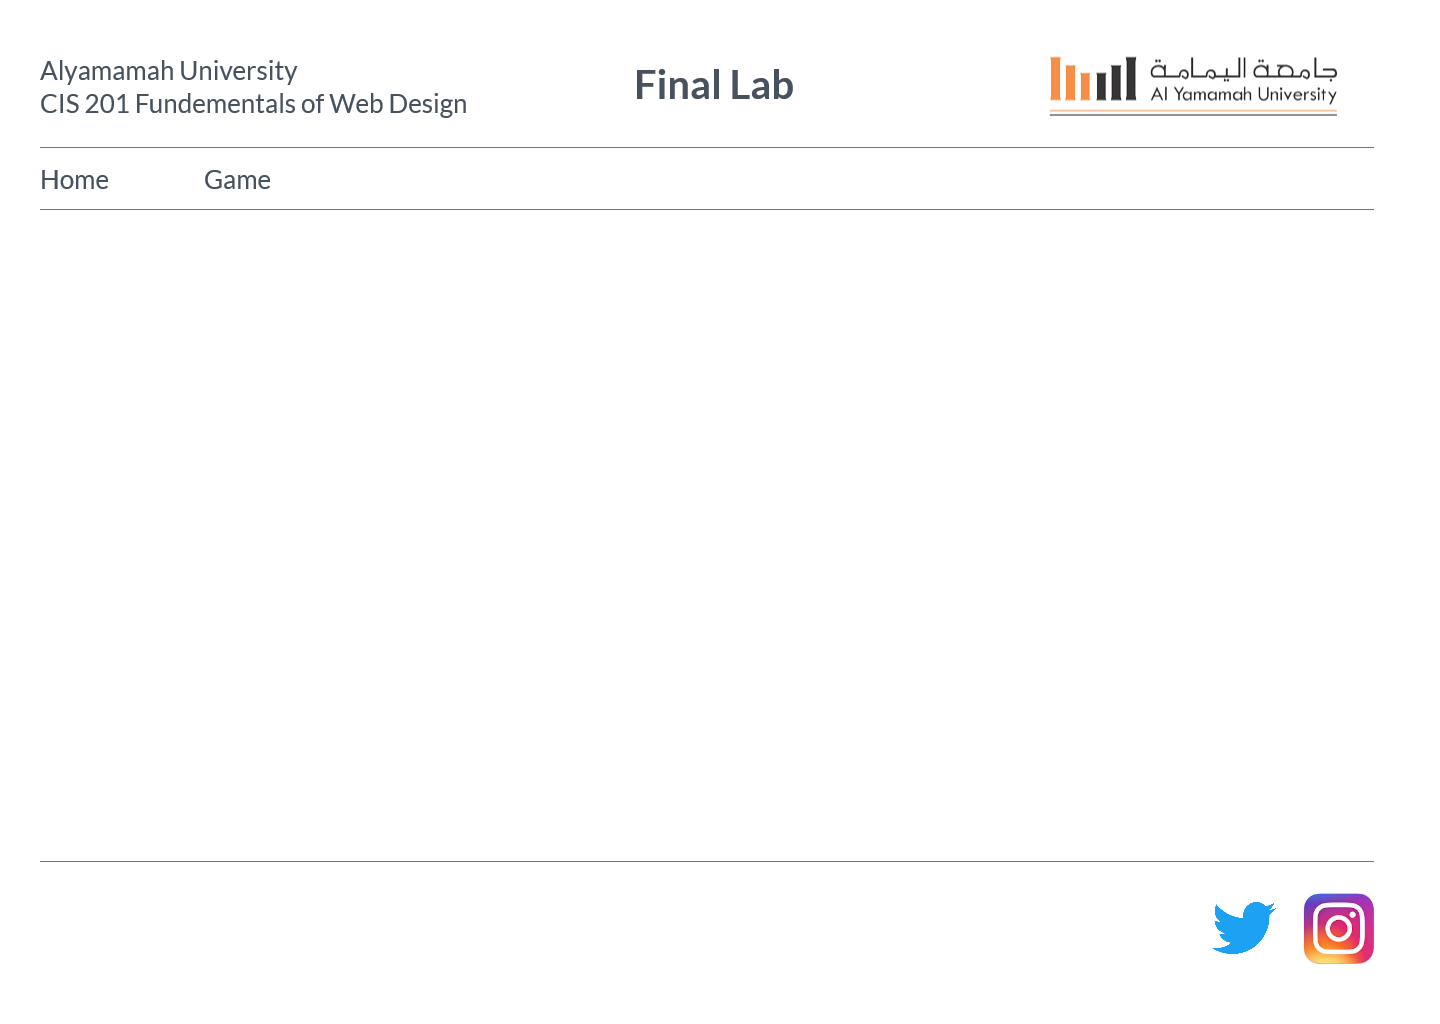 Alyamamah University
CIS 201 Fundementals of Web Design
Final Lab
جامعة اليمامة
Al Yamamah University
Home
Game